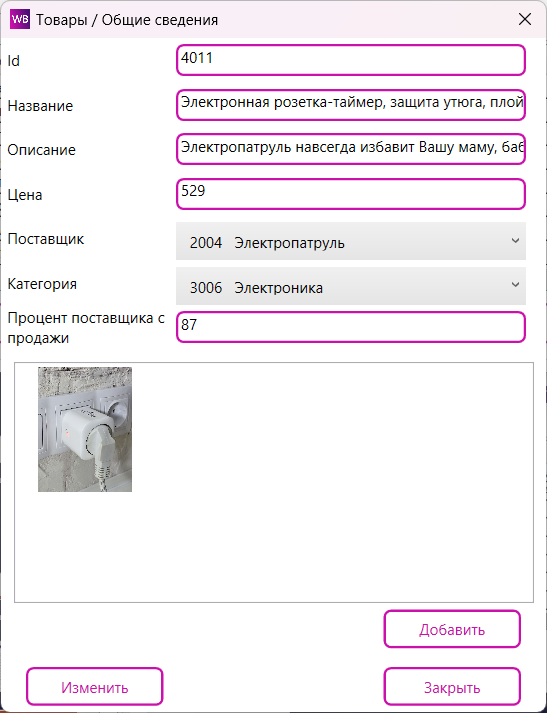 WB Товары / Общие сведения
Id 4011
Название Электронная розетка-таймер, защита утюга, плой
Описание Электропатруль навсегда избавит Вашу маму, баб
Цена 529
Поставщик 2004 Электропатруль
Категория 3006 Электроника
Процент поставщика с
продажи 87
Добавить
Изменить Закрыть